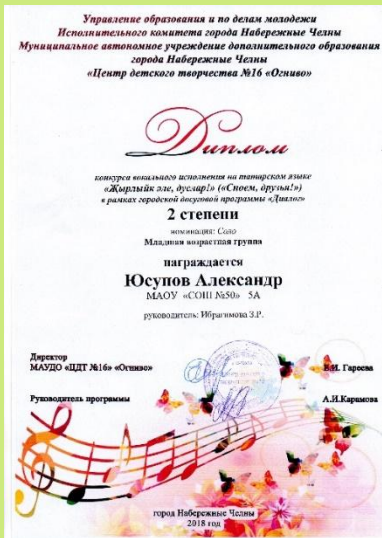 Управление образования и по делам молодежи
Исполнительного комитета города Набережные Челны
Муниципальное автономное учреждение дополнительного образования
города Набережные Челны
«Центр детского творчества №16 «Огниво»
Диплом
конкурса вокального исполнения на татарском языке
«Җырлыйк әле, дуслар!» («Споем, друзья!»)
в рамках городской досуговой программы «Диалог»
2 степени
номинация: Соло
Младшая возрастная группа
награждается
Юсупов Александр
МАОУ «СОШ №50» 5А
руководитель: Ибрагимова З.Р.
Директор
МАУДО «ЦДТ №16» «Огниво»
Гареева
Руководитель программы
А.И.Карамова
город Набережные Челны
2018 год